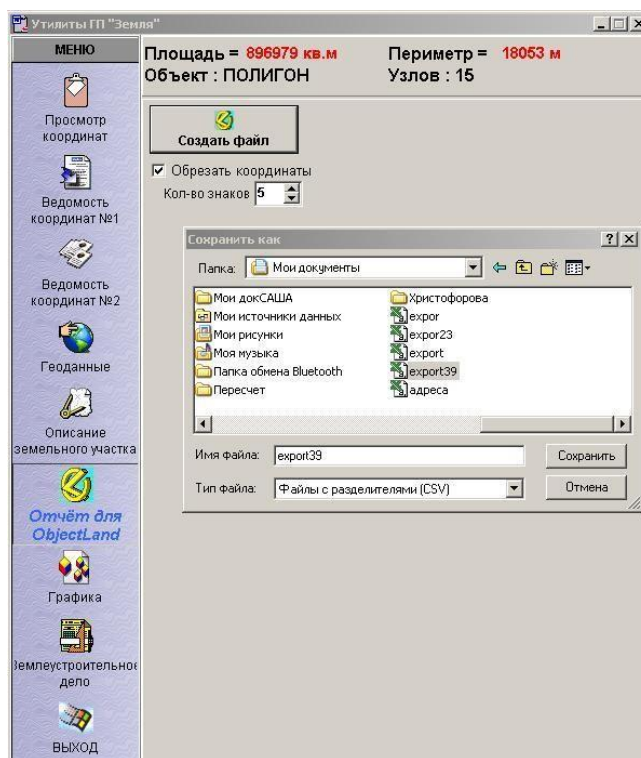 Утилиты ГП "Земля"
МЕНЮ
Просмотр
координат
Ведомость
координат №1
Ведомость
координат №2
Геоданные
Описание
земельного участка
Отчёт для
ObjectLand
Графика
Землеустроительное
дело
ВЫХОД
Площадь = 896979 кв.м Периметр = 18053 м
Объект : ПОЛИГОН Узлов : 15
Создать файл
Обрезать координаты
Кол-во знаков 5
Сохранить как
Папка: Мои документы
Мои докСАША
Мои источники данных
Мои рисунки
Моя музыка
Папка обмена Bluetooth
Пересчет
Христофорова
expor
expor23
export
export39
адреса
Имя файла: export39 Сохранить
Тип файла: Файлы с разделителями (CSV) Отмена